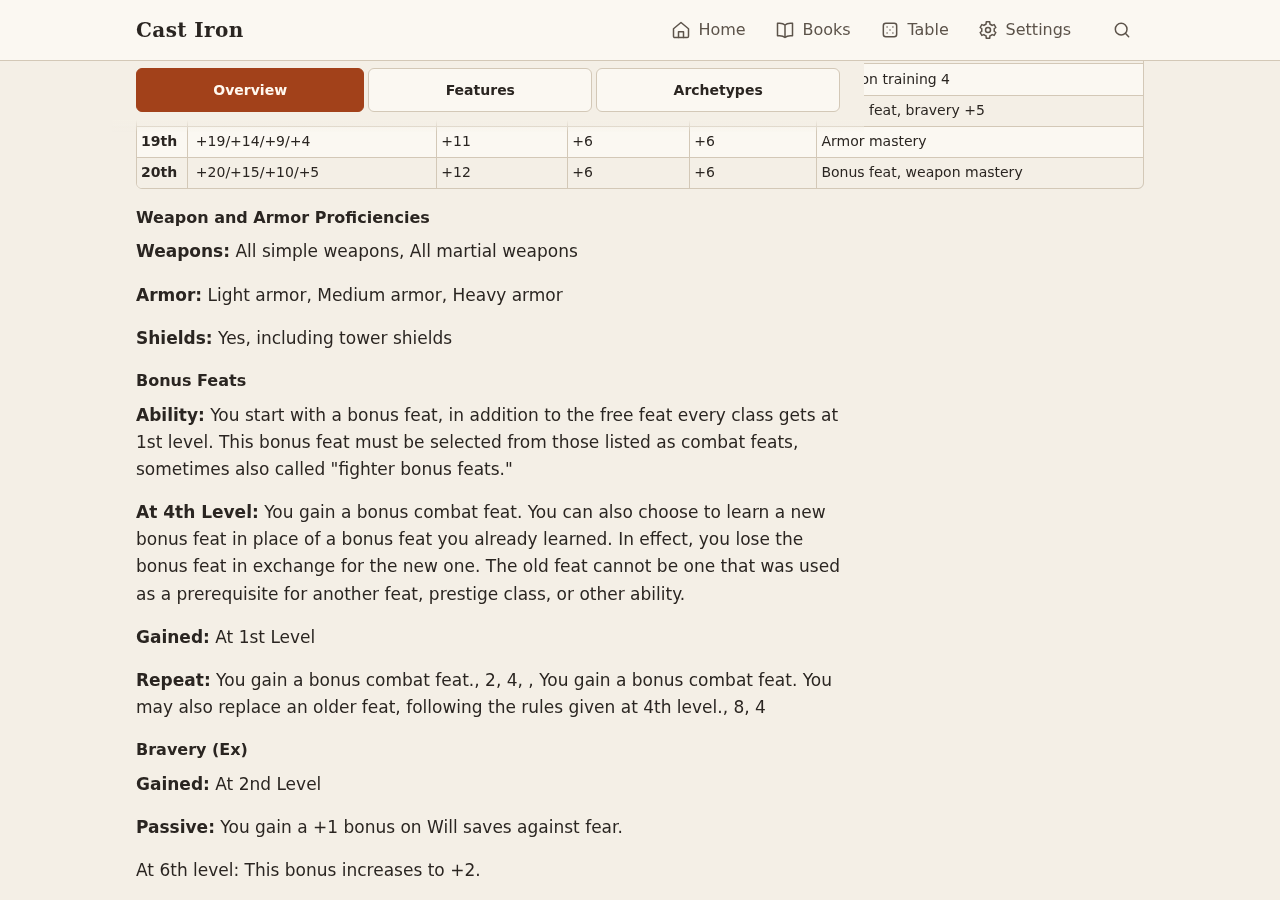 Cast Iron
Home
Books
Table
Settings
Overview
Features
Archetypes
on training 4
feat, bravery +5
19th +19/+14/+9/+4 +11 +6 +6 Armor mastery
20th +20/+15/+10/+5 +12 +6 +6 Bonus feat, weapon mastery
Weapon and Armor Proficiencies
Weapons: All simple weapons, All martial weapons
Armor: Light armor, Medium armor, Heavy armor
Shields: Yes, including tower shields
Bonus Feats
Ability: You start with a bonus feat, in addition to the free feat every class gets at
1st level. This bonus feat must be selected from those listed as combat feats,
sometimes also called "fighter bonus feats."
At 4th Level: You gain a bonus combat feat. You can also choose to learn a new
bonus feat in place of a bonus feat you already learned. In effect, you lose the
bonus feat in exchange for the new one. The old feat cannot be one that was used
as a prerequisite for another feat, prestige class, or other ability.
Gained: At 1st Level
Repeat: You gain a bonus combat feat., 2, 4, , You gain a bonus combat feat. You
may also replace an older feat, following the rules given at 4th level., 8, 4
Bravery (Ex)
Gained: At 2nd Level
Passive: You gain a +1 bonus on Will saves against fear.
At 6th level: This bonus increases to +2.